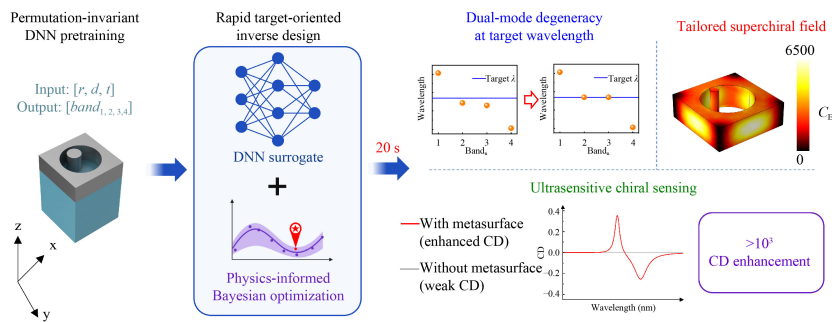 Permutation-invariant
DNN pretraining
Input: [r, d, t]
Output: [band1, 2, 3,4]
z
x
y
Rapid target-oriented
inverse design
DNN surrogate
+
Physics-informed
Bayesian optimization
20 s
Dual-mode degeneracy
at target wavelength
Wavelength
Target λ
1 2 3 4
Bandn
Wavelength
Target λ
1 2 3 4
Bandn
Tailored superchiral field
6500
CE
0
Ultrasensitive chiral sensing
With metasurface
(enhanced CD)
Without metasurface
(weak CD)
CD
0.4
0.2
0.0
−0.2
−0.4
Wavelength (nm)
>10³
CD enhancement